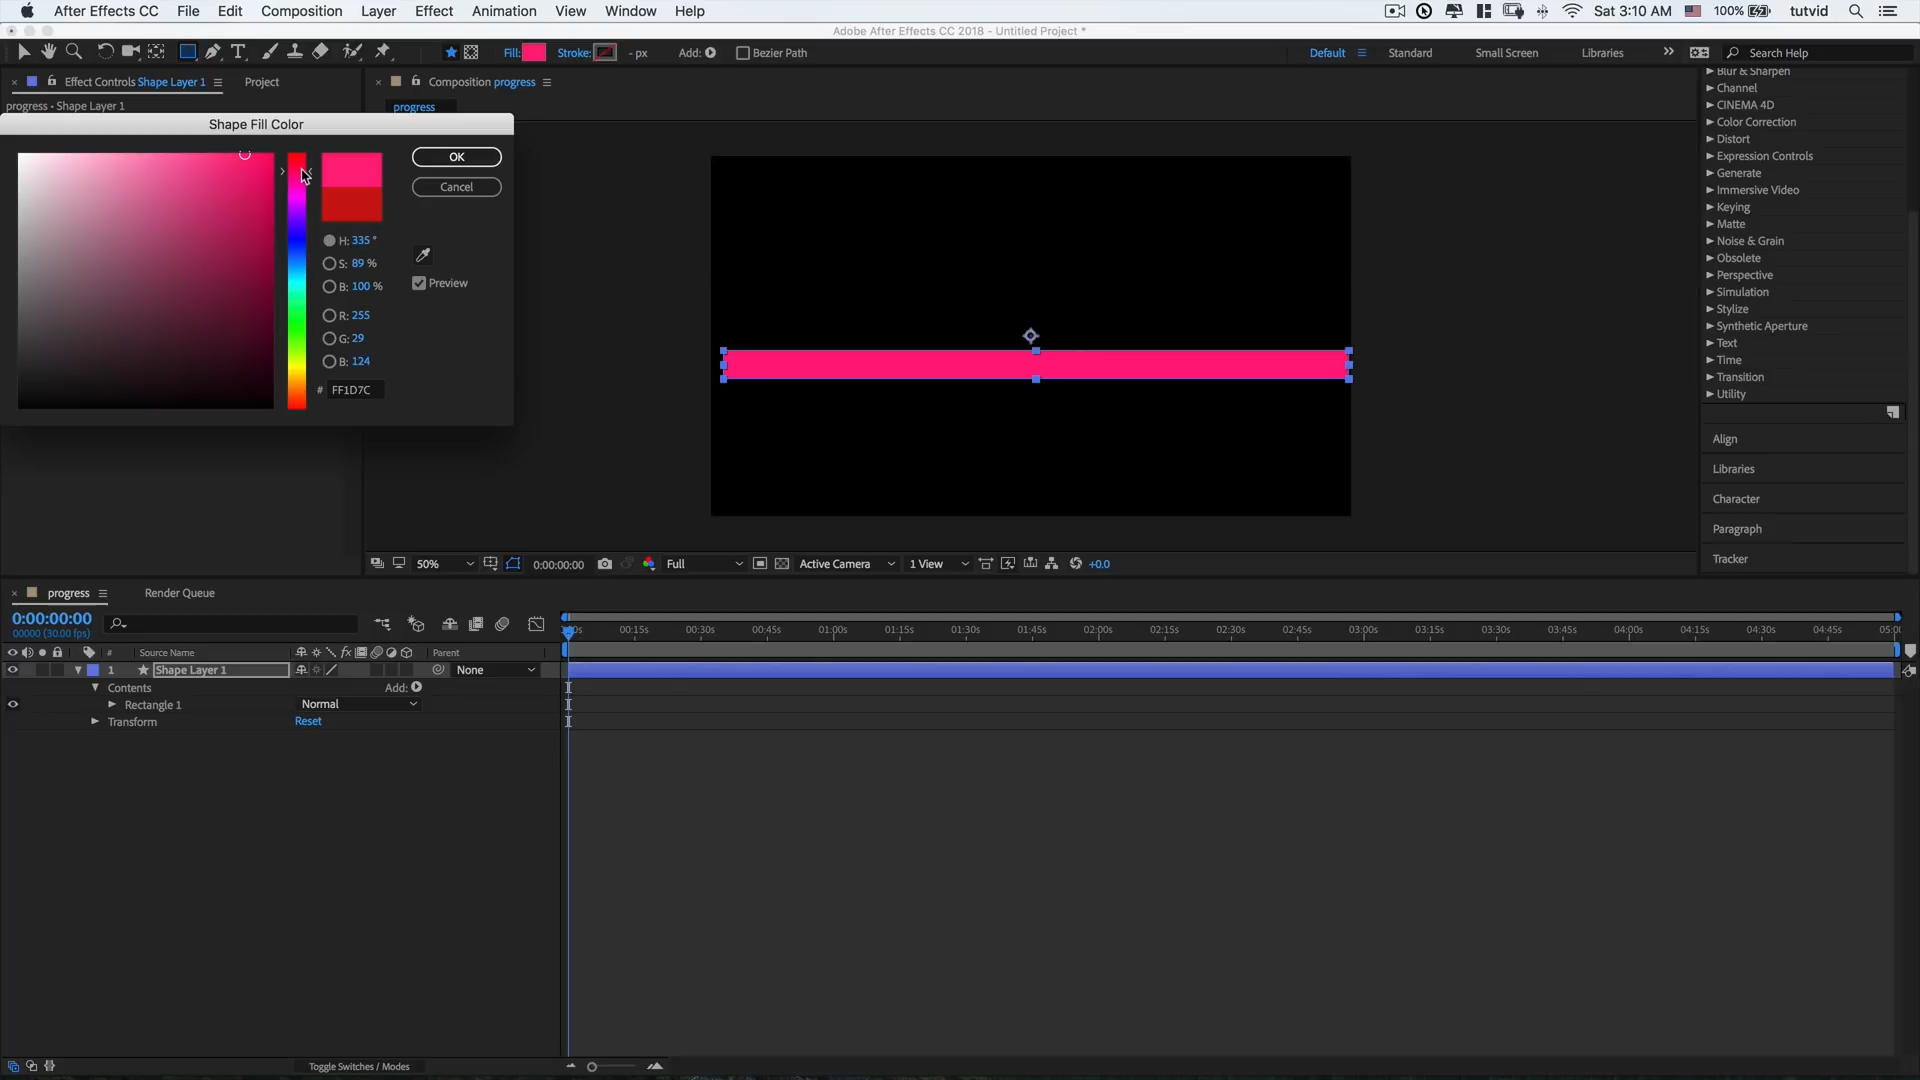 After Effects CC File Edit Composition Layer Effect Animation View Window Help Sat 3:10 AM 100% tutvid
Adobe After Effects CC 2018 - Untitled Project *
Fill: Stroke: - px Add: Bezier Path Default Standard Small Screen Libraries Search Help
Effect Controls Shape Layer 1 Project Composition progress
progress • Shape Layer 1
progress
Shape Fill Color
OK
Cancel
H: 335 °
S: 89 %
B: 100 %
R: 255
G: 29
B: 124
# FF1D7C
Preview
Blur & Sharpen
Channel
CINEMA 4D
Color Correction
Distort
Expression Controls
Generate
Immersive Video
Keying
Matte
Noise & Grain
Obsolete
Perspective
Simulation
Stylize
Synthetic Aperture
Text
Time
Transition
Utility
Align
Libraries
Character
Paragraph
Tracker
50% 0:00:00:00 Full Active Camera 1 View +0.0
progress Render Queue
0:00:00:00
00000 (30.00 fps)
00:15s 00:30s 00:45s 01:00s 01:15s 01:30s 01:45s 02:00s 02:15s 02:30s 02:45s 03:00s 03:15s 03:30s 03:45s 04:00s 04:15s 04:30s 04:45s 05:0
# Source Name Parent
1 Shape Layer 1 None
Contents Add:
Rectangle 1 Normal
Transform Reset
Toggle Switches / Modes